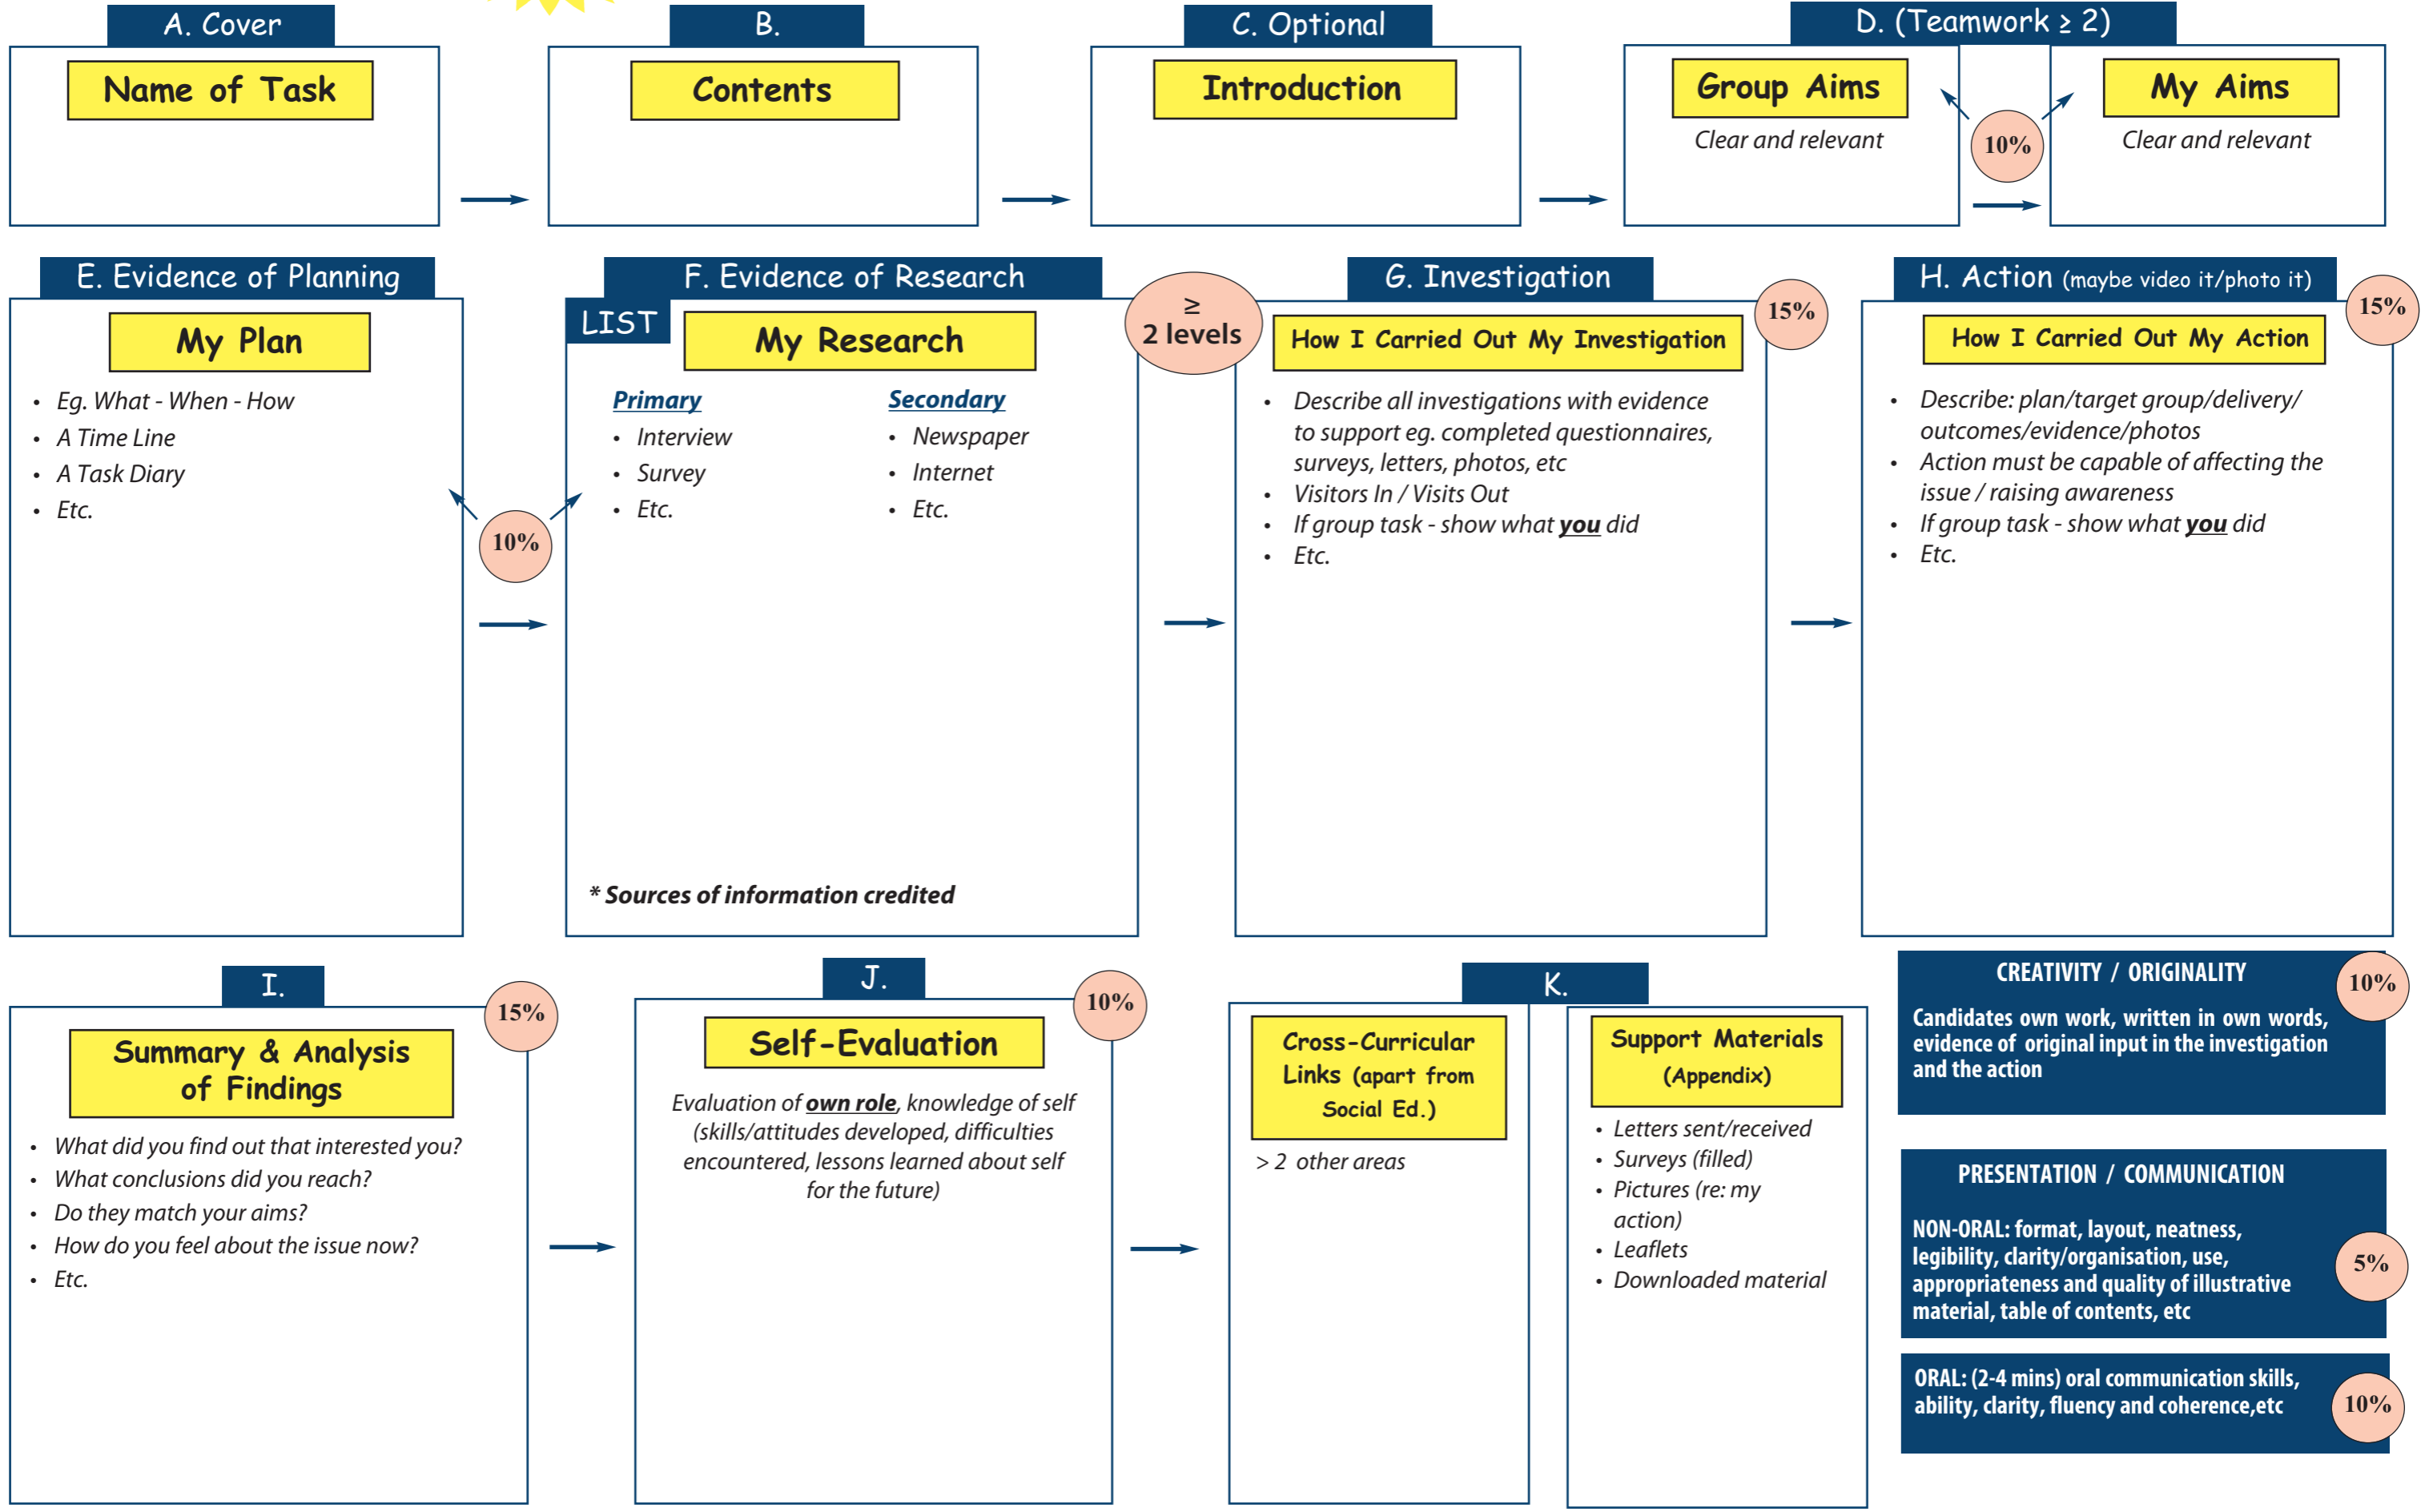 A. Cover
Name of Task
B.
Contents
C. Optional
Introduction
D. (Teamwork ≥ 2)
Group Aims
Clear and relevant
10%
My Aims
Clear and relevant
E. Evidence of Planning
My Plan
• Eg. What - When - How
• A Time Line
• A Task Diary
• Etc.
10%
F. Evidence of Research
LIST
My Research
Primary
• Interview
• Survey
• Etc.
Secondary
• Newspaper
• Internet
• Etc.
* Sources of information credited
≥
2 levels
G. Investigation
15%
How I Carried Out My Investigation
• Describe all investigations with evidence
to support eg. completed questionnaires,
surveys, letters, photos, etc
• Visitors In / Visits Out
• If group task - show what you did
• Etc.
H. Action (maybe video it/photo it)
15%
How I Carried Out My Action
• Describe: plan/target group/delivery/
outcomes/evidence/photos
• Action must be capable of affecting the
issue / raising awareness
• If group task - show what you did
• Etc.
I.
15%
Summary & Analysis
of Findings
• What did you find out that interested you?
• What conclusions did you reach?
• Do they match your aims?
• How do you feel about the issue now?
• Etc.
J.
10%
Self-Evaluation
Evaluation of own role, knowledge of self
(skills/attitudes developed, difficulties
encountered, lessons learned about self
for the future)
K.
Cross-Curricular
Links (apart from
Social Ed.)
> 2 other areas
Support Materials
(Appendix)
• Letters sent/received
• Surveys (filled)
• Pictures (re: my
action)
• Leaflets
• Downloaded material
CREATIVITY / ORIGINALITY
10%
Candidates own work, written in own words,
evidence of original input in the investigation
and the action
PRESENTATION / COMMUNICATION
NON-ORAL: format, layout, neatness,
legibility, clarity/organisation, use,
appropriateness and quality of illustrative
material, table of contents, etc
5%
ORAL: (2-4 mins) oral communication skills,
ability, clarity, fluency and coherence,etc
10%